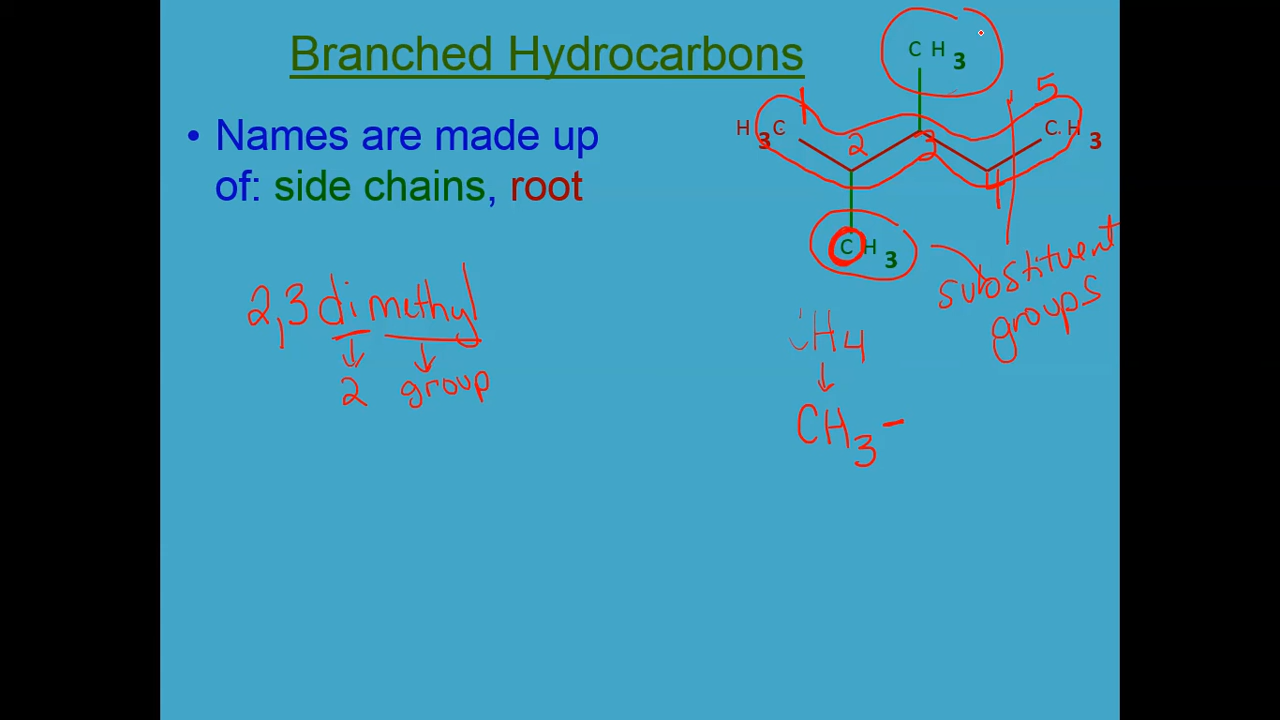 Branched Hydrocarbons
• Names are made up
of: side chains, root
CH3
H3C
CH3
CH3
1
2
3
4
5
substituent
groups
2,3 dimethyl
2 group
CH4
CH3-